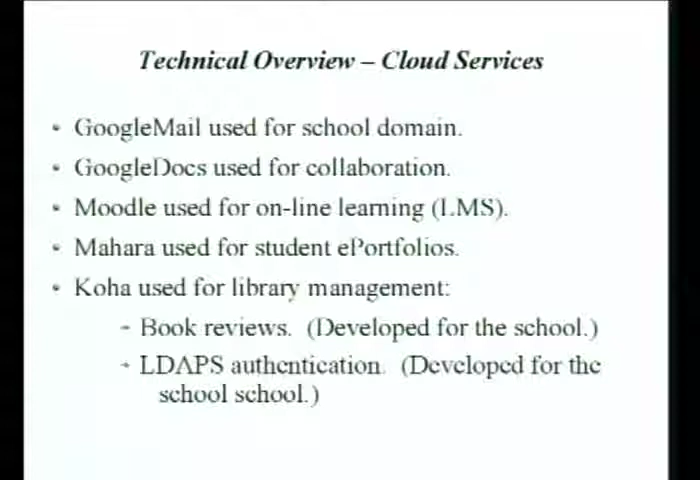 Technical Overview – Cloud Services
• GoogleMail used for school domain.
• GoogleDocs used for collaboration.
• Moodle used for on-line learning (LMS).
• Mahara used for student ePortfolios.
• Koha used for library management:
- Book reviews. (Developed for the school.)
- LDAPS authentication. (Developed for the
school school.)